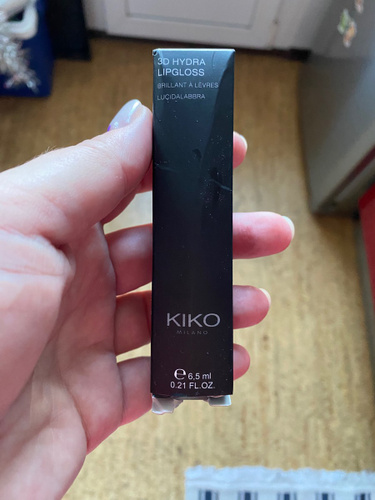 3D HYDRA
LIPGLOSS
BRILLANT À LÈVRES
LUCIDALABBRA
KIKO
MILANO
℮ 6,5 ml
0.21 FL.OZ.